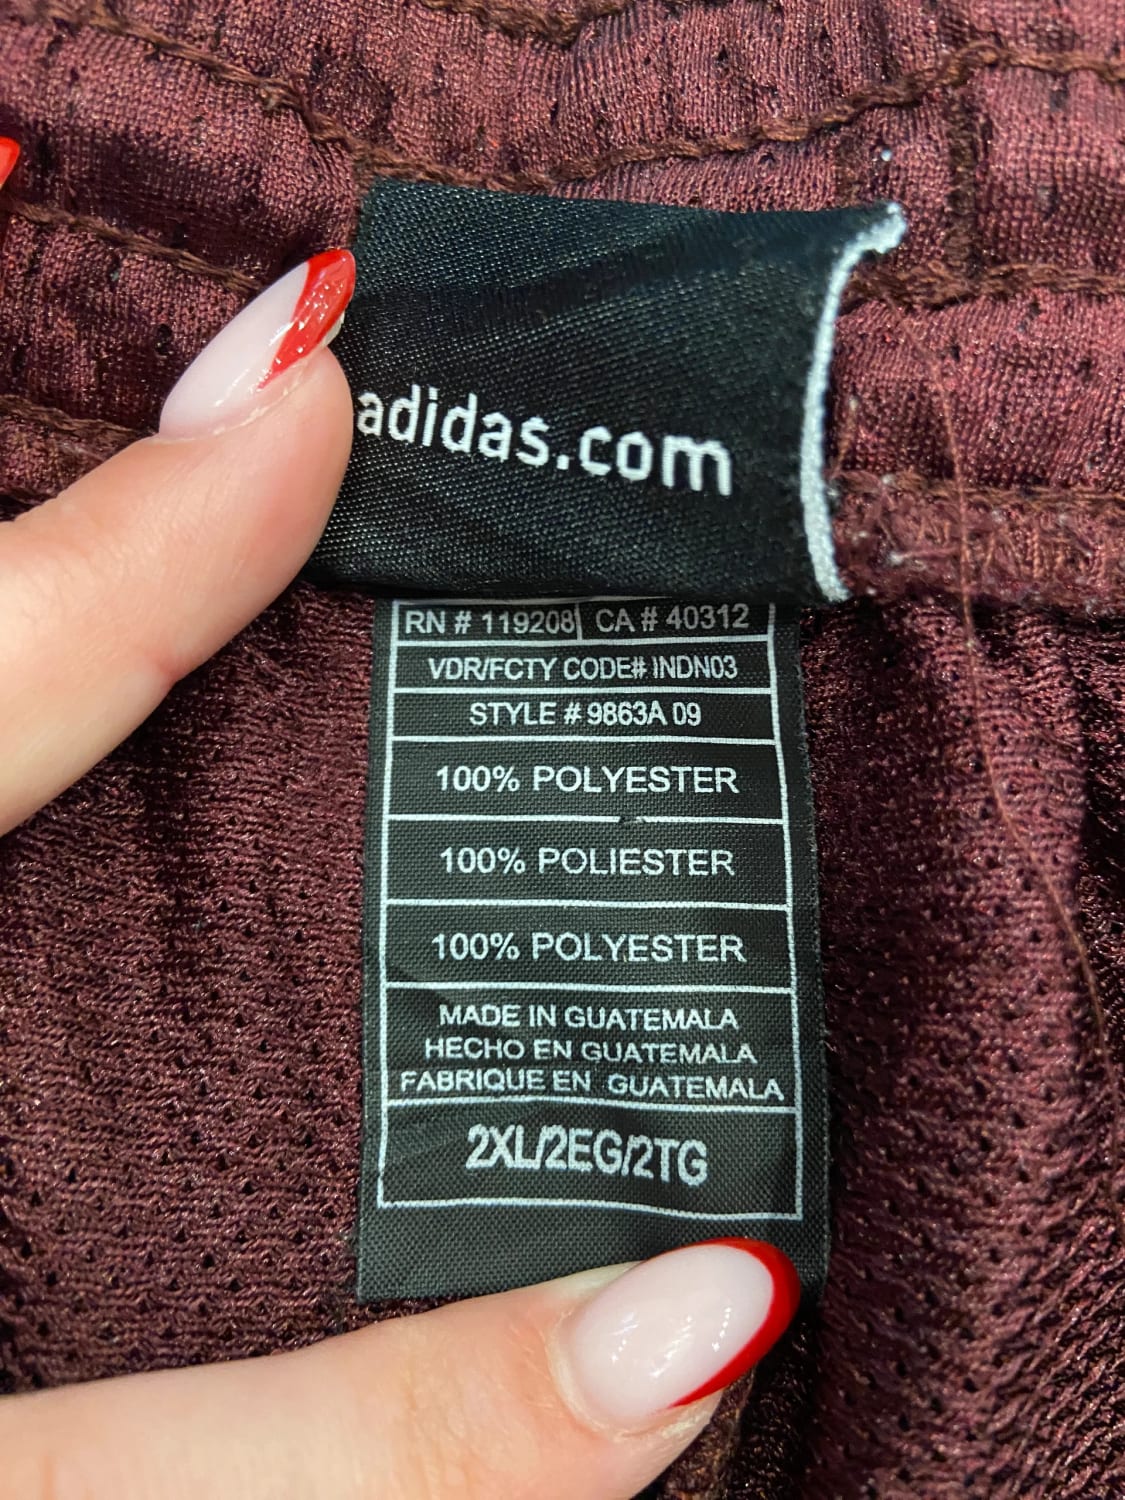 adidas.com
RN # 119208 CA # 40312
VDR/FCTY CODE# INDN03
STYLE # 9863A 09
100% POLYESTER
100% POLIESTER
100% POLYESTER
MADE IN GUATEMALA
HECHO EN GUATEMALA
FABRIQUE EN GUATEMALA
2XL/2EG/2TG